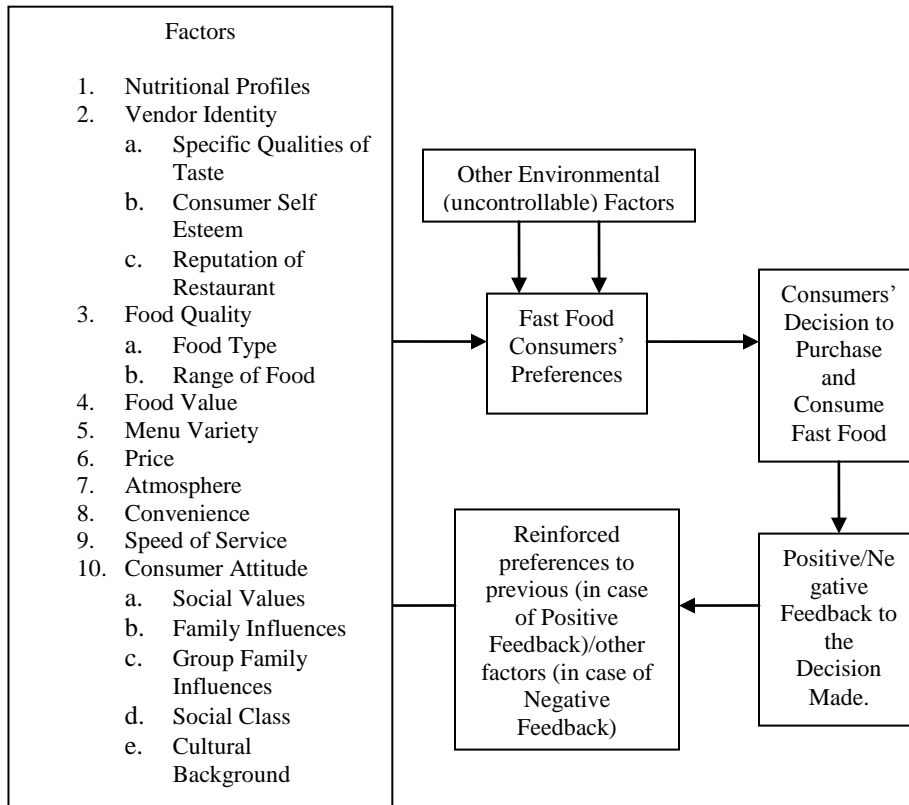 Factors
1. Nutritional Profiles
2. Vendor Identity
a. Specific Qualities of
Taste
b. Consumer Self
Esteem
c. Reputation of
Restaurant
3. Food Quality
a. Food Type
b. Range of Food
4. Food Value
5. Menu Variety
6. Price
7. Atmosphere
8. Convenience
9. Speed of Service
10. Consumer Attitude
a. Social Values
b. Family Influences
c. Group Family
Influences
d. Social Class
e. Cultural
Background
Other Environmental
(uncontrollable) Factors
Fast Food
Consumers’
Preferences
Consumers’
Decision to
Purchase
and
Consume
Fast Food
Positive/Ne
gative
Feedback to
the
Decision
Made.
Reinforced
preferences to
previous (in case
of Positive
Feedback)/other
factors (in case of
Negative
Feedback)